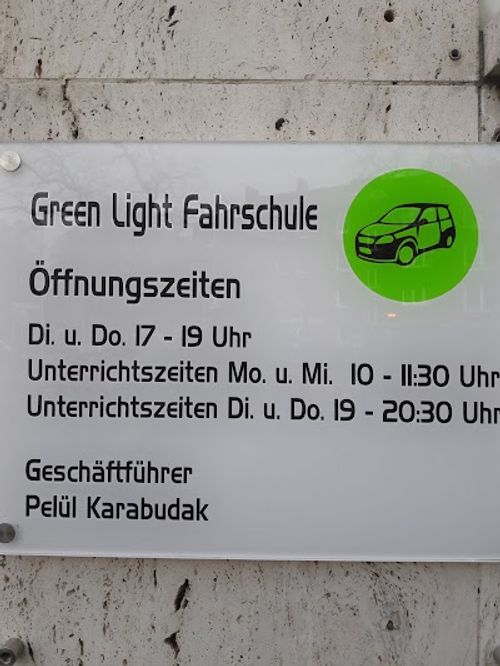 Green Light Fahrschule
Öffnungszeiten
Di. u. Do. 17 - 19 Uhr
Unterrichtszeiten Mo. u. Mi. 10 - 11:30 Uhr
Unterrichtszeiten Di. u. Do. 19 - 20:30 Uhr
Geschäftführer
Pelül Karabudak